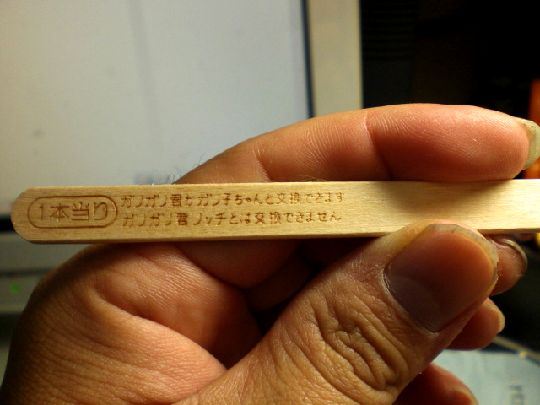 1本当り
ガリガリ君かガリ子ちゃんと交換できます
ガリガリ君リッチとは交換できません